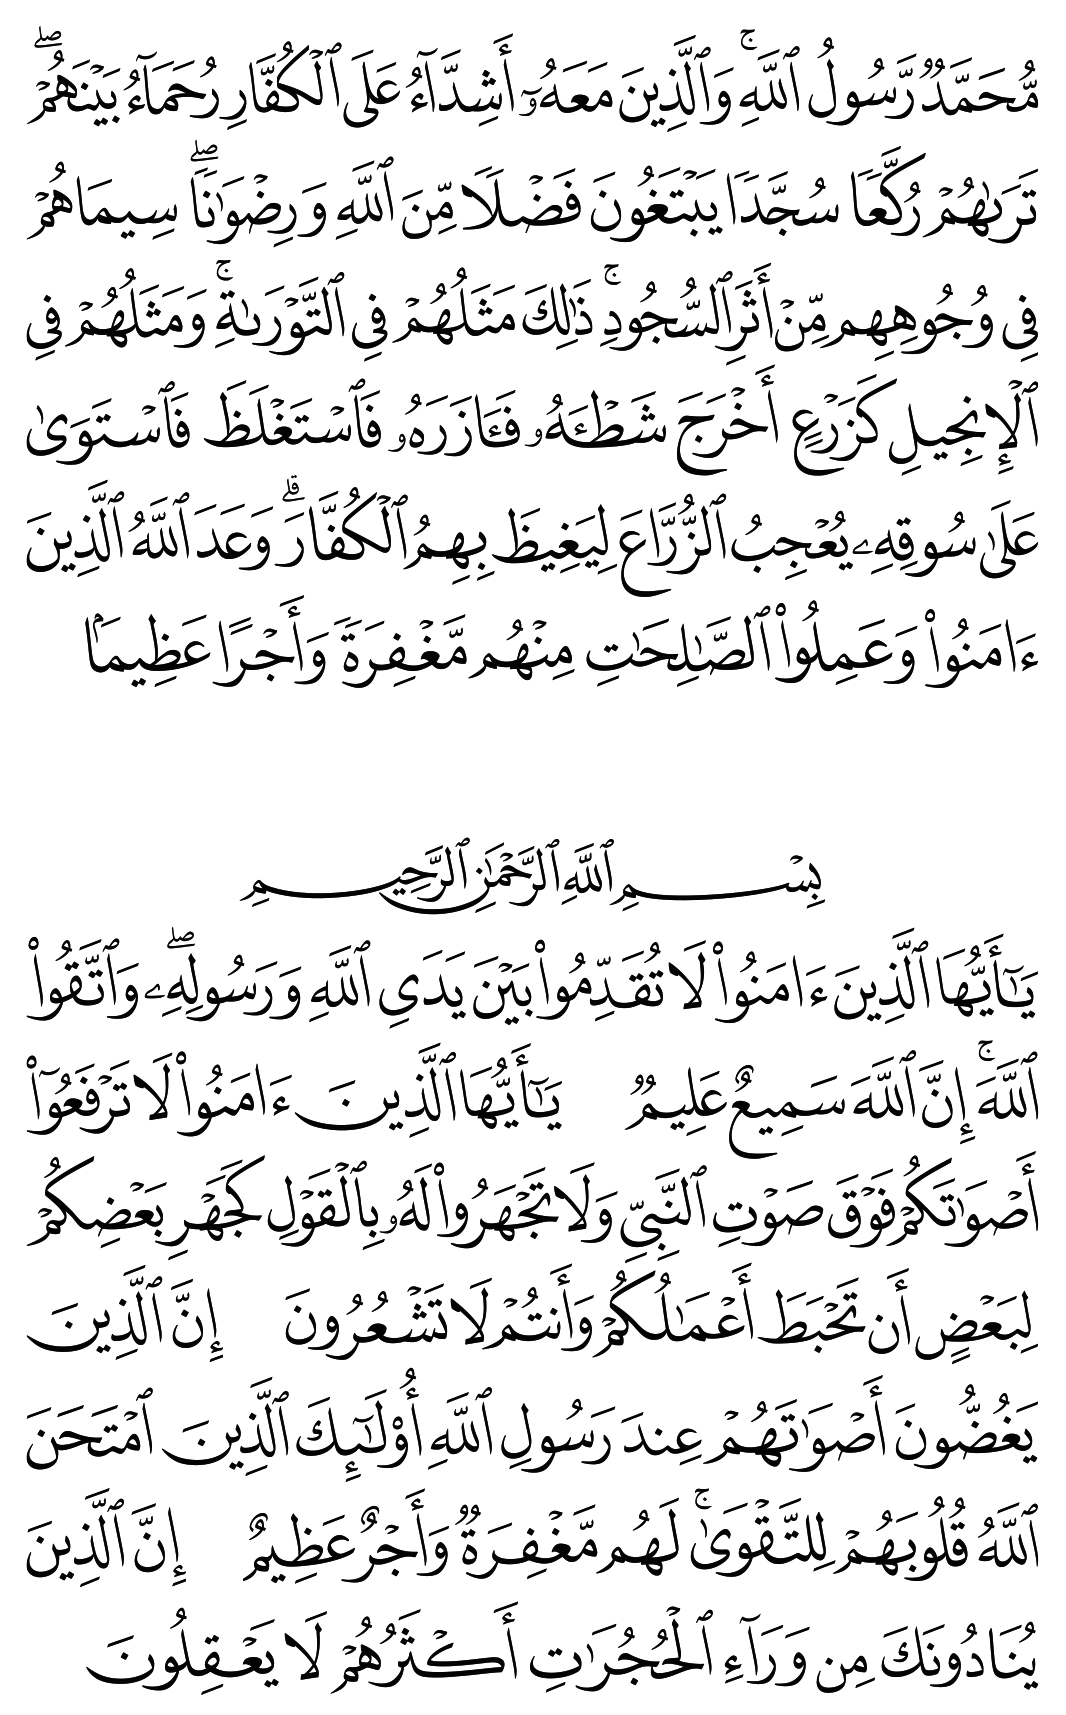 مُّحَمَّدٞ رَّسُولُ ٱللَّهِۚ وَٱلَّذِينَ مَعَهُۥٓ أَشِدَّآءُ عَلَى ٱلۡكُفَّارِ رُحَمَآءُ بَيۡنَهُمۡۖ
تَرَىٰهُمۡ رُكَّعٗا سُجَّدٗا يَبۡتَغُونَ فَضۡلٗا مِّنَ ٱللَّهِ وَرِضۡوَٰنٗاۖ سِيمَاهُمۡ
فِي وُجُوهِهِم مِّنۡ أَثَرِ ٱلسُّجُودِۚ ذَٰلِكَ مَثَلُهُمۡ فِي ٱلتَّوۡرَىٰةِۚ وَمَثَلُهُمۡ فِي
ٱلۡإِنجِيلِ كَزَرۡعٍ أَخۡرَجَ شَطۡـَٔهُۥ فَـَٔازَرَهُۥ فَٱسۡتَغۡلَظَ فَٱسۡتَوَىٰ
عَلَىٰ سُوقِهِۦ يُعۡجِبُ ٱلزُّرَّاعَ لِيَغِيظَ بِهِمُ ٱلۡكُفَّارَۗ وَعَدَ ٱللَّهُ ٱلَّذِينَ
ءَامَنُواْ وَعَمِلُواْ ٱلصَّٰلِحَٰتِ مِنۡهُم مَّغۡفِرَةٗ وَأَجۡرًا عَظِيمَۢا
بِسۡمِ ٱللَّهِ ٱلرَّحۡمَٰنِ ٱلرَّحِيمِ
يَٰٓأَيُّهَا ٱلَّذِينَ ءَامَنُواْ لَا تُقَدِّمُواْ بَيۡنَ يَدَيِ ٱللَّهِ وَرَسُولِهِۦۖ وَٱتَّقُواْ
ٱللَّهَۚ إِنَّ ٱللَّهَ سَمِيعٌ عَلِيمٞ يَٰٓأَيُّهَا ٱلَّذِينَ ءَامَنُواْ لَا تَرۡفَعُوٓاْ
أَصۡوَٰتَكُمۡ فَوۡقَ صَوۡتِ ٱلنَّبِيِّ وَلَا تَجۡهَرُواْ لَهُۥ بِٱلۡقَوۡلِ كَجَهۡرِ بَعۡضِكُمۡ
لِبَعۡضٍ أَن تَحۡبَطَ أَعۡمَٰلُكُمۡ وَأَنتُمۡ لَا تَشۡعُرُونَ إِنَّ ٱلَّذِينَ
يَغُضُّونَ أَصۡوَٰتَهُمۡ عِندَ رَسُولِ ٱللَّهِ أُوْلَٰٓئِكَ ٱلَّذِينَ ٱمۡتَحَنَ
ٱللَّهُ قُلُوبَهُمۡ لِلتَّقۡوَىٰۚ لَهُم مَّغۡفِرَةٞ وَأَجۡرٌ عَظِيمٌ إِنَّ ٱلَّذِينَ
يُنَادُونَكَ مِن وَرَآءِ ٱلۡحُجُرَٰتِ أَكۡثَرُهُمۡ لَا يَعۡقِلُونَ